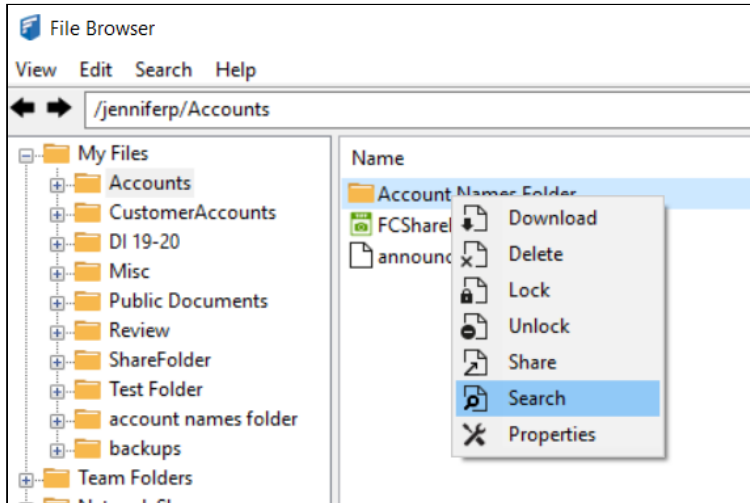 File Browser
View Edit Search Help
/jenniferp/Accounts
My Files
Accounts
CustomerAccounts
DI 19-20
Misc
Public Documents
Review
ShareFolder
Test Folder
account names folder
backups
Team Folders
Name
Account Names Folder
Download
Delete
Lock
Unlock
Share
Search
Properties